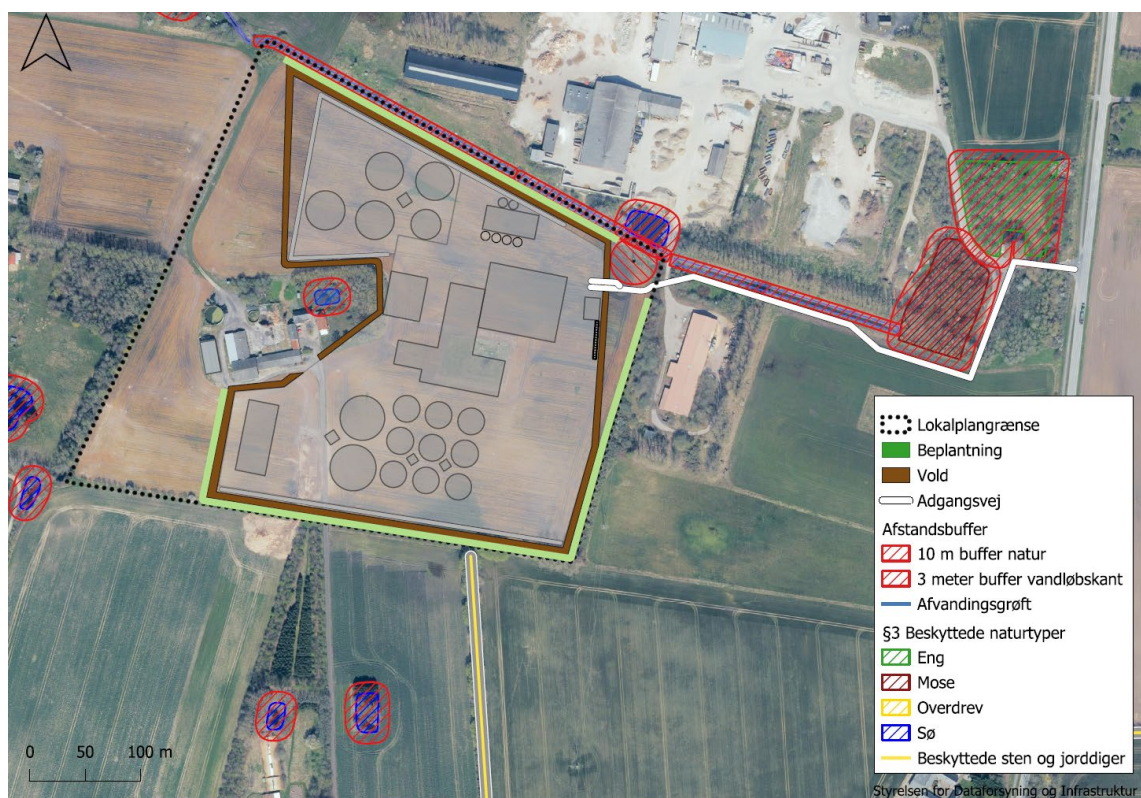 Lokalplangrænse
Beplantning
Vold
Adgangsvej
Afstandsbuffer
10 m buffer natur
3 meter buffer vandløbskant
Afvandingsgrøft
§3 Beskyttede naturtyper
Eng
Mose
Overdrev
Sø
Beskyttede sten og jorddiger
0 50 100 m
Styrelsen for Dataforsyning og Infrastruktur